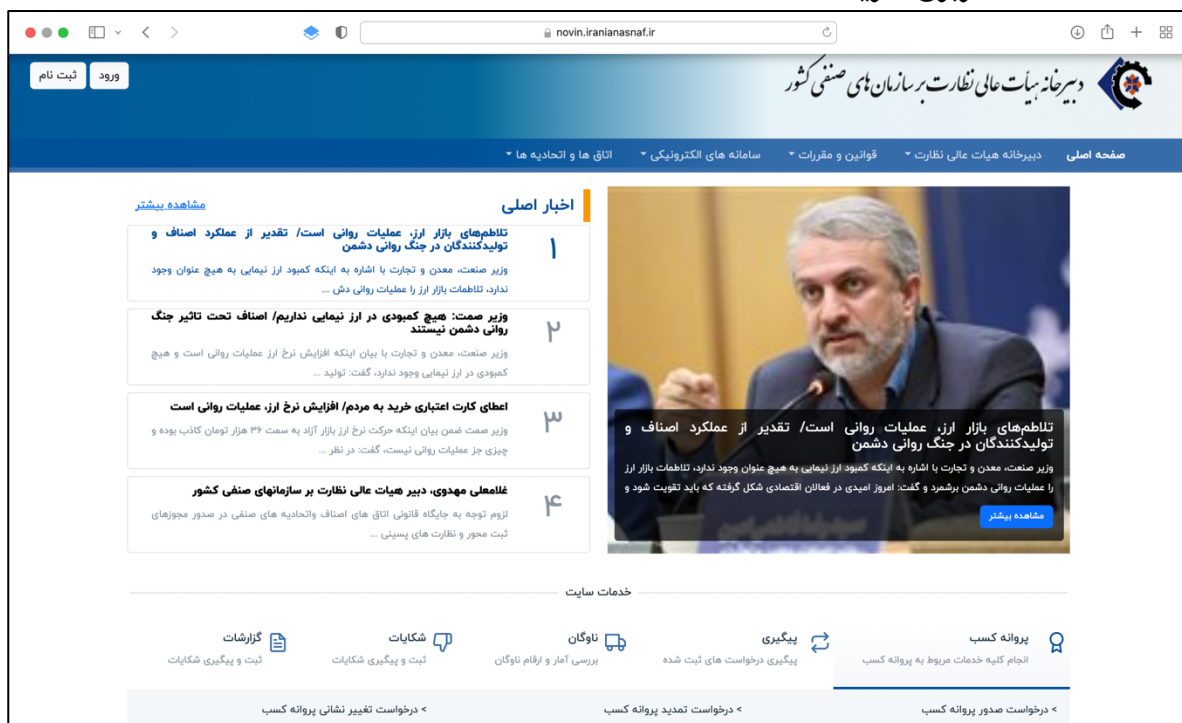 novin.iranianasnaf.ir
دبیرخانه هیأت عالی نظارت بر سازمان های صنفی کشور
ورود
ثبت نام
صفحه اصلی
دبیرخانه هیات عالی نظارت
قوانین و مقررات
سامانه های الکترونیکی
اتاق ها و اتحادیه ها
تلاطم‌های بازار ارز، عملیات روانی است/ تقدیر از عملکرد اصناف و
تولیدکنندگان در جنگ روانی دشمن
وزیر صنعت، معدن و تجارت با اشاره به اینکه کمبود ارز نیمایی به هیچ عنوان وجود ندارد، تلاطمات بازار ارز
را عملیات روانی دشمن برشمرد و گفت: امروز امیدی در فعالان اقتصادی شکل گرفته که باید تقویت شود و
مشاهده بیشتر
اخبار اصلی
مشاهده بیشتر
۱
تلاطم‌های بازار ارز، عملیات روانی است/ تقدیر از عملکرد اصناف و
تولیدکنندگان در جنگ روانی دشمن
وزیر صنعت، معدن و تجارت با اشاره به اینکه کمبود ارز نیمایی به هیچ عنوان وجود
ندارد، تلاطمات بازار ارز را عملیات روانی دش ...
۲
وزیر صمت: هیچ کمبودی در ارز نیمایی نداریم/ اصناف تحت تاثیر جنگ
روانی دشمن نیستند
وزیر صنعت، معدن و تجارت با بیان اینکه افزایش نرخ ارز عملیات روانی است و هیچ
کمبودی در ارز نیمایی وجود ندارد، گفت: تولید ...
۳
اعطای کارت اعتباری خرید به مردم/ افزایش نرخ ارز، عملیات روانی است
وزیر صمت ضمن بیان اینکه حرکت نرخ ارز بازار آزاد به سمت ۳۶ هزار تومان کاذب بوده و
چیزی جز عملیات روانی نیست، گفت: در نظر ...
۴
غلامعلی مهدوی، دبیر هیات عالی نظارت بر سازمانهای صنفی کشور
لزوم توجه به جایگاه قانونی اتاق های اصناف واتحادیه های صنفی در صدور مجوزهای
ثبت محور و نظارت های پسینی ...
خدمات سایت
پروانه کسب
انجام کلیه خدمات مربوط به پروانه کسب
پیگیری
پیگیری درخواست های ثبت شده
ناوگان
بررسی آمار و ارقام ناوگان
شکایات
ثبت و پیگیری شکایات
گزارشات
ثبت و پیگیری شکایات
> درخواست صدور پروانه کسب
> درخواست تمدید پروانه کسب
> درخواست تغییر نشانی پروانه کسب